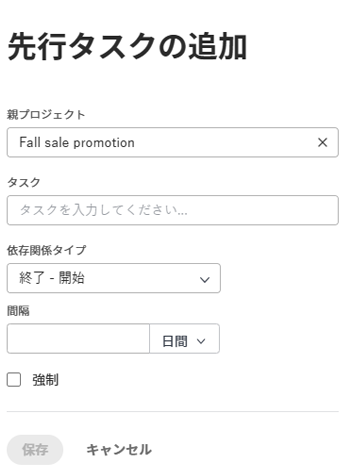 先行タスクの追加
親プロジェクト
Fall sale promotion
タスク
タスクを入力してください...
依存関係タイプ
終了 - 開始
間隔
日間
強制
保存 キャンセル